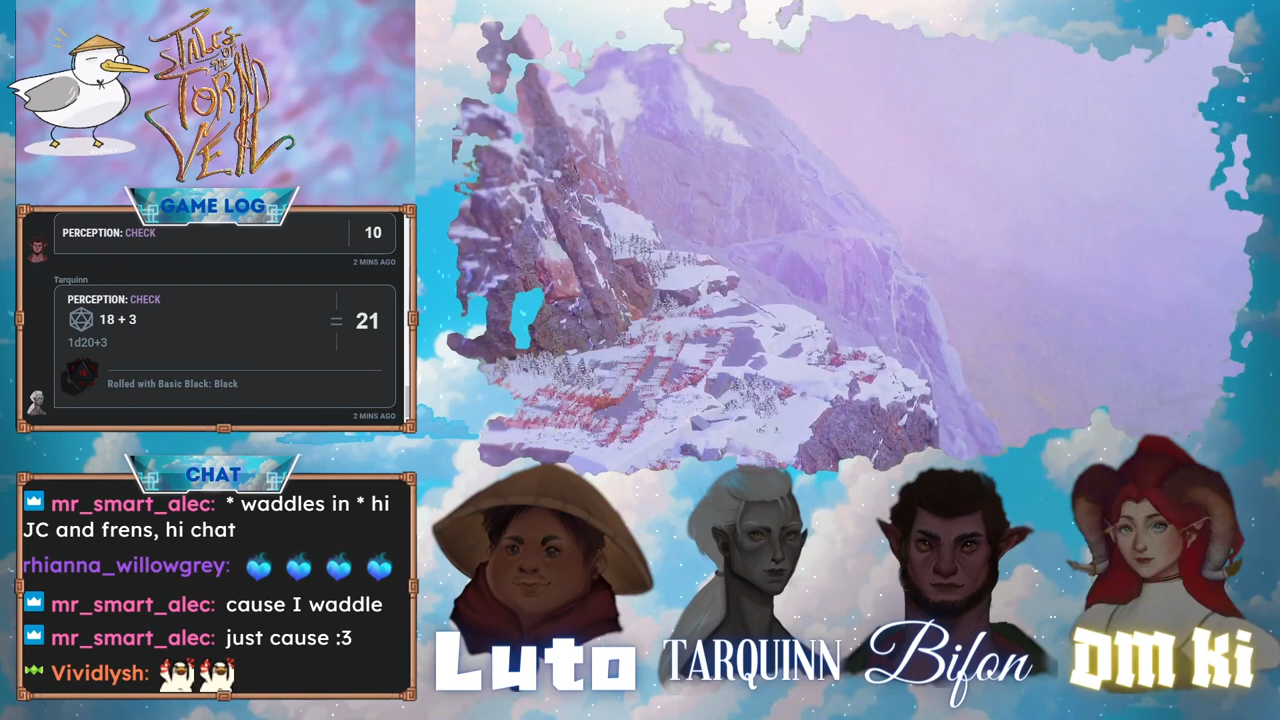 TALES
OF
THE
TORN
VEIL
GAME LOG
PERCEPTION: CHECK
10
2 MINS AGO
Tarquinn
PERCEPTION: CHECK
18 + 3
= 21
1d20+3
Rolled with Basic Black: Black
2 MINS AGO
CHAT
mr_smart_alec: * waddles in * hi
JC and frens, hi chat
rhianna_willowgrey:
mr_smart_alec: cause I waddle
mr_smart_alec: just cause :3
Vividlysh:
Luto
TARQUINN
Bifon
DM Ki